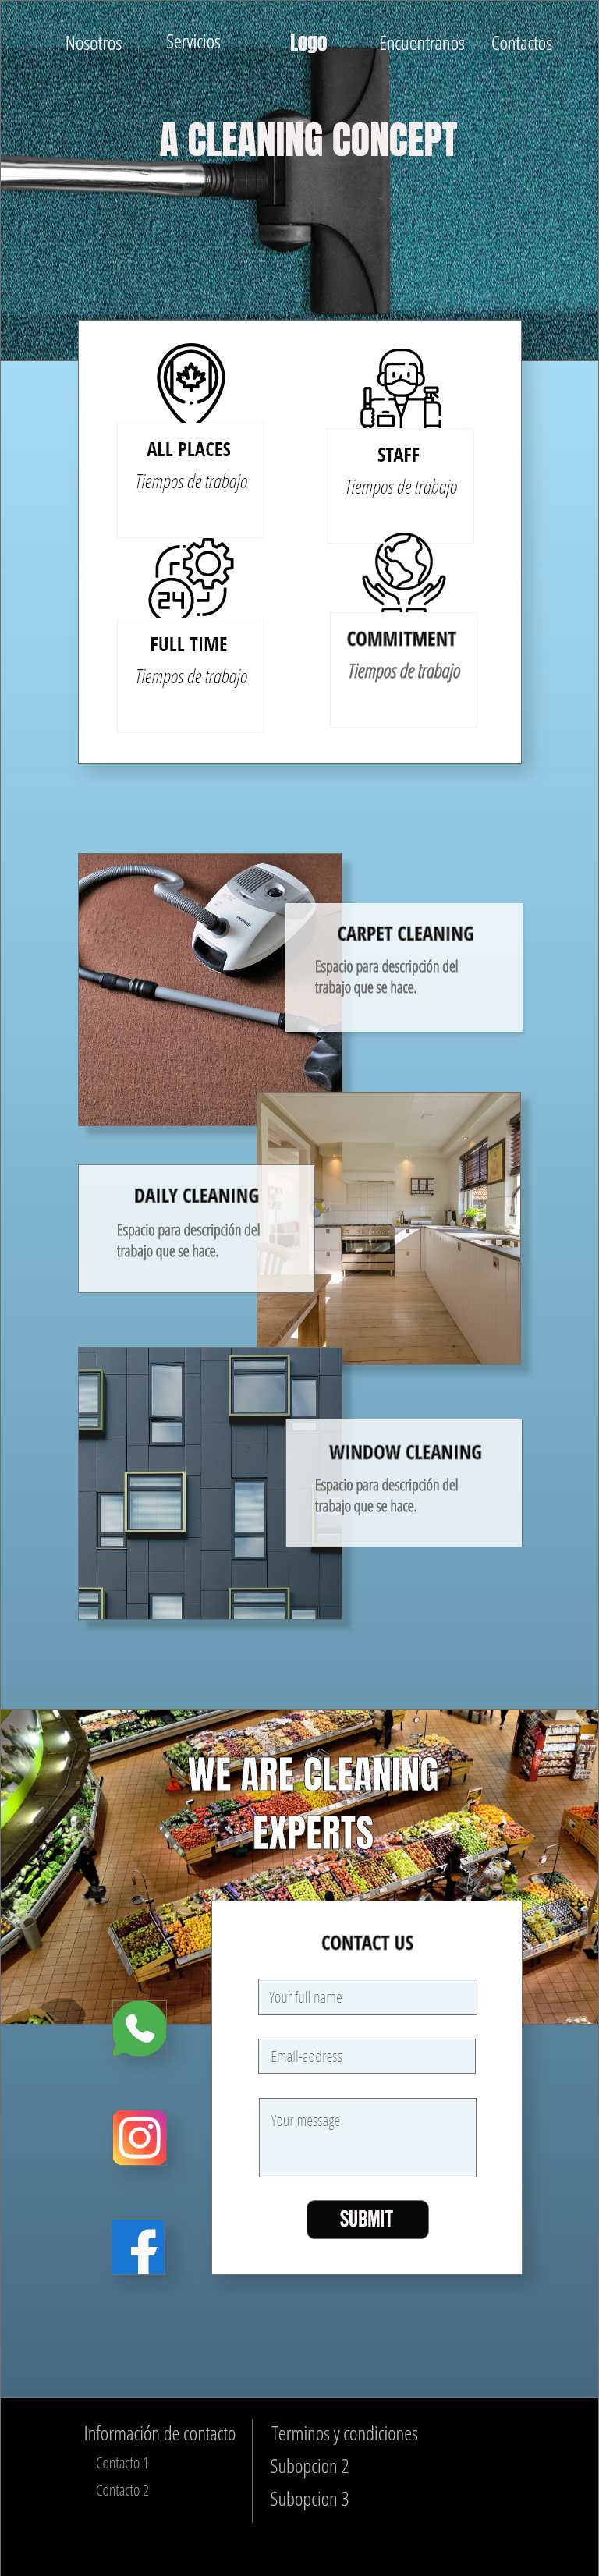 Nosotros Servicios Logo Encuentranos Contactos
A CLEANING CONCEPT
ALL PLACES
Tiempos de trabajo
STAFF
Tiempos de trabajo
24
FULL TIME
Tiempos de trabajo
COMMITMENT
Tiempos de trabajo
CARPET CLEANING
Espacio para descripción del
trabajo que se hace.
DAILY CLEANING
Espacio para descripción del
trabajo que se hace.
WINDOW CLEANING
Espacio para descripción del
trabajo que se hace.
WE ARE CLEANING
EXPERTS
CONTACT US
Your full name
Email-address
Your message
SUBMIT
Información de contacto
Contacto 1
Contacto 2
Terminos y condiciones
Subopcion 2
Subopcion 3